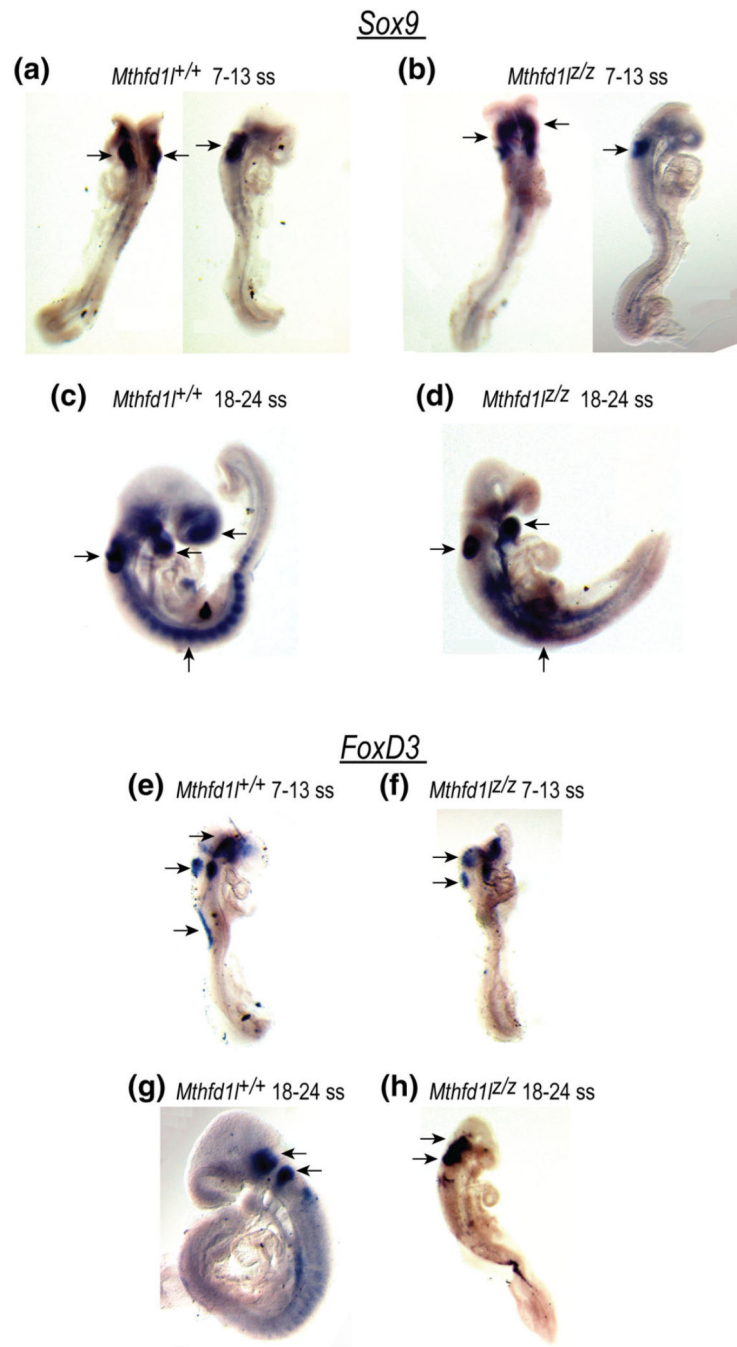 Sox9
(a) Mthfd1l+/+ 7-13 ss
(b) Mthfd1lz/z 7-13 ss
(c) Mthfd1l+/+ 18-24 ss
(d) Mthfd1lz/z 18-24 ss
FoxD3
(e) Mthfd1l+/+ 7-13 ss
(f) Mthfd1lz/z 7-13 ss
(g) Mthfd1l+/+ 18-24 ss
(h) Mthfd1lz/z 18-24 ss